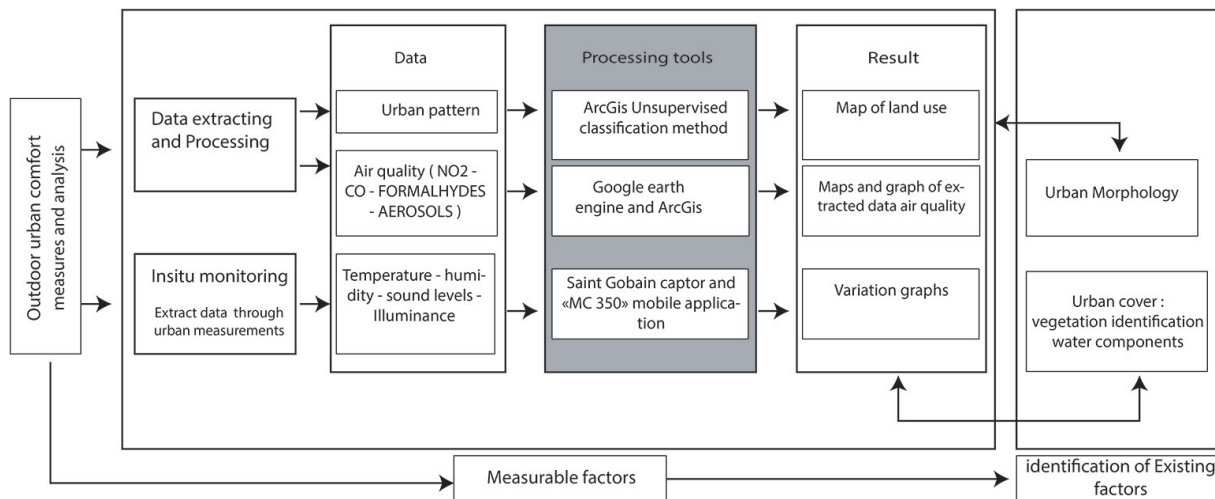 Outdoor urban comfort
measures and analysis
Data extracting
and Processing
Insitu monitoring
Extract data through
urban measurements
Data
Urban pattern
Air quality ( NO2 -
CO - FORMALHYDES
- AEROSOLS )
Temperature - humi-
dity - sound levels -
Illuminance
Processing tools
ArcGis Unsupervised
classification method
Google earth
engine and ArcGis
Saint Gobain captor and
«MC 350» mobile applica-
tion
Result
Map of land use
Maps and graph of ex-
tracted data air quality
Variation graphs
Urban Morphology
Urban cover :
vegetation identification
water components
Measurable factors
identification of Existing
factors